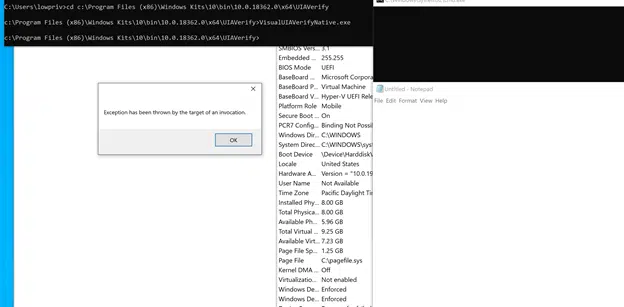 C:\Users\lowpriv>cd c:\Program Files (x86)\Windows Kits\10\bin\10.0.18362.0\x64\UIAVerify
c:\Program Files (x86)\Windows Kits\10\bin\10.0.18362.0\x64\UIAVerify>VisualUIAVerifyNative.exe
c:\Program Files (x86)\Windows Kits\10\bin\10.0.18362.0\x64\UIAVerify>
Exception has been thrown by the target of an invocation.
OK
SMBIOS Version 3.1
Embedded ... 255.255
BIOS Mode UEFI
BaseBoard ... Microsoft Corpora
BaseBoard P... Virtual Machine
BaseBoard V... Hyper-V UEFI Rele
Platform Role Mobile
Secure Boot ... On
PCR7 Config... Binding Not Possi
Windows Dir... C:\WINDOWS
System Direc... C:\WINDOWS\sys
Boot Device \Device\HarddiskV
Locale United States
Hardware A... Version = "10.0.19
User Name Not Available
Time Zone Pacific Daylight Ti
Installed Phy... 8.00 GB
Total Physica... 8.00 GB
Available Ph... 5.96 GB
Total Virtual ... 9.25 GB
Available Virt... 7.23 GB
Page File Sp... 1.25 GB
Page File C:\pagefile.sys
Kernel DMA ... Off
Virtualizatio... Not enabled
Windows De... Enforced
Windows De... Enforced
Untitled - Notepad
File Edit Format View Help